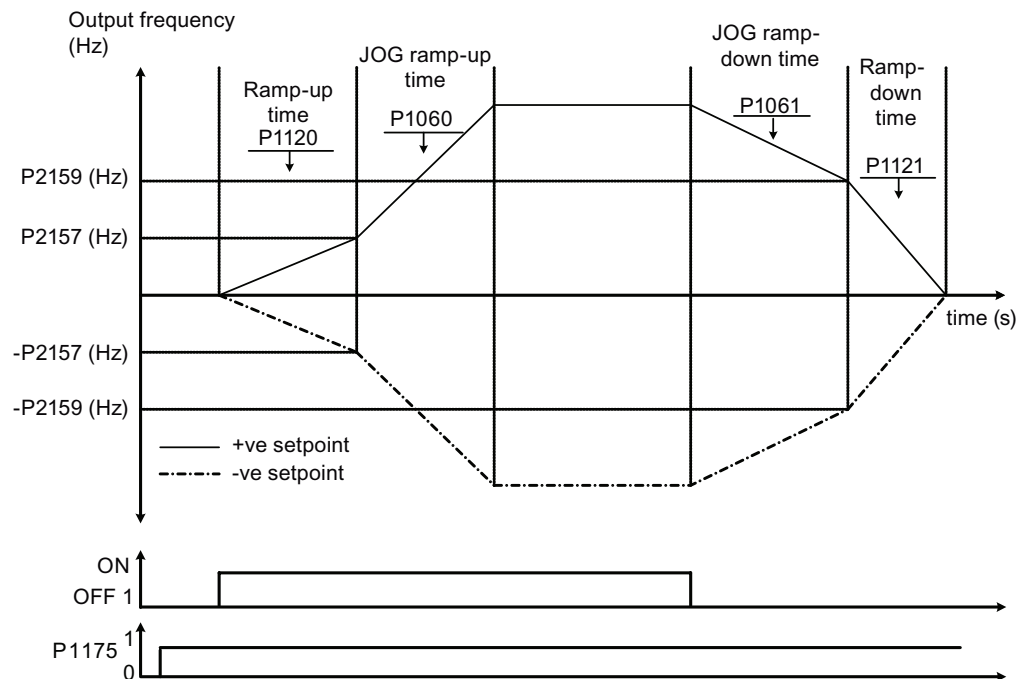 Output frequency
(Hz)
Ramp-up
time
P1120
JOG ramp-up
time
P1060
JOG ramp-
down time
P1061
Ramp-
down
time
P1121
P2159 (Hz)
P2157 (Hz)
time (s)
-P2157 (Hz)
-P2159 (Hz)
+ve setpoint
-ve setpoint
ON
OFF 1
P1175
1
0